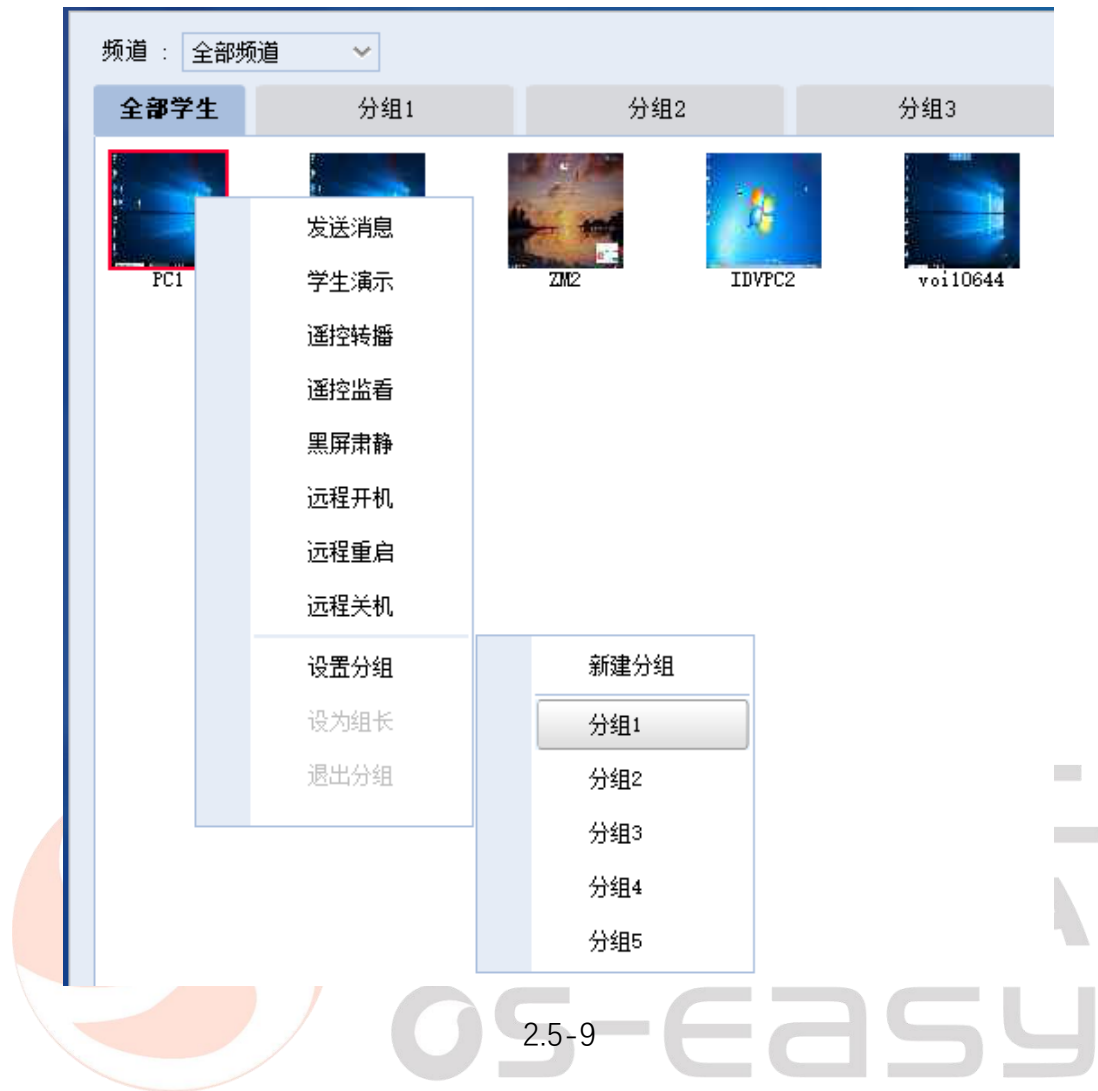 频道 : 全部频道
全部学生 分组1 分组2 分组3
PC1 ZM2 IDVPC2 voi10644
发送消息
学生演示
遥控转播
遥控监看
黑屏肃静
远程开机
远程重启
远程关机
设置分组
设为组长
退出分组
新建分组
分组1
分组2
分组3
分组4
分组5
2.5-9
os-easy